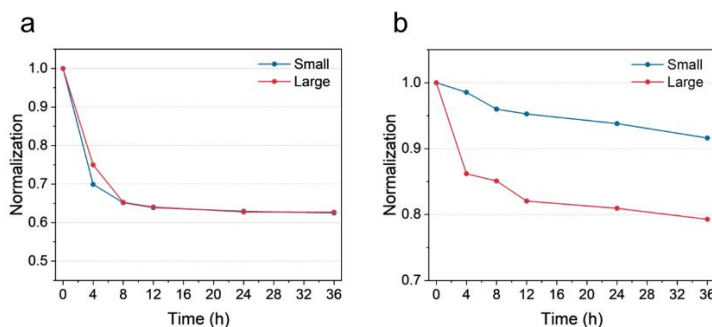 a
Small
Large
1.0
0.9
0.8
0.7
0.6
0.5
Normalization
0 4 8 12 16 20 24 28 32 36
Time (h)
b
Small
Large
1.0
0.9
0.8
0.7
Normalization
0 4 8 12 16 20 24 28 32 36
Time (h)